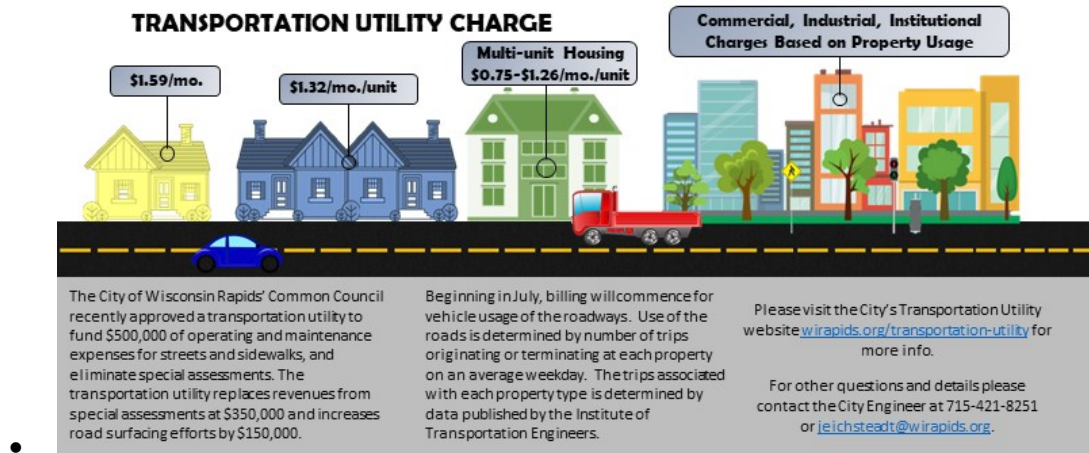 TRANSPORTATION UTILITY CHARGE
$1.59/mo.
$1.32/mo./unit
Multi-unit Housing
$0.75-$1.26/mo./unit
Commercial, Industrial, Institutional
Charges Based on Property Usage
The City of Wisconsin Rapids' Common Council
recently approved a transportation utility to
fund $500,000 of operating and maintenance
expenses for streets and sidewalks, and
eliminate special assessments. The
transportation utility replaces revenues from
special assessments at $350,000 and increases
road surfacing efforts by $150,000.
Beginning in July, billing will commence for
vehicle usage of the roadways. Use of the
roads is determined by number of trips
originating or terminating at each property
on an average weekday. The trips associated
with each property type is determined by
data published by the Institute of
Transportation Engineers.
Please visit the City's Transportation Utility
website wirapids.org/transportation-utility for
more info.
For other questions and details please
contact the City Engineer at 715-421-8251
or jeichsteadt@wirapids.org.